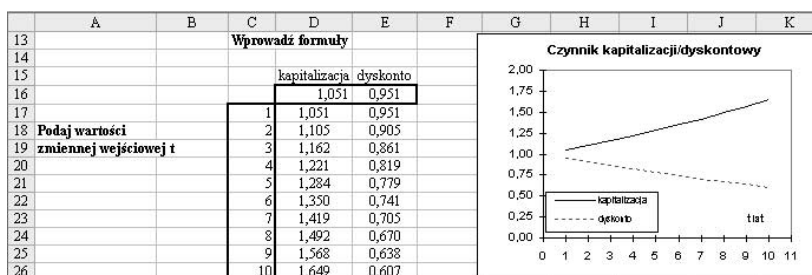 A B C D E F G H I J K
13 Wprowadź formuły
14
15 kapitalizacja dyskonto
16 1,051 0,951
17 1 1,051 0,951
18 Podaj wartości 2 1,105 0,905
19 zmiennej wejściowej t 3 1,162 0,861
20 4 1,221 0,819
21 5 1,284 0,779
22 6 1,350 0,741
23 7 1,419 0,705
24 8 1,492 0,670
25 9 1,568 0,638
26 10 1,649 0,607
Czynnik kapitalizacji/dyskontowy
2,00
1,75
1,50
1,25
1,00
0,75
0,50
0,25
0,00
kapitalizacja
dyskonto
t lat
0 1 2 3 4 5 6 7 8 9 10 11